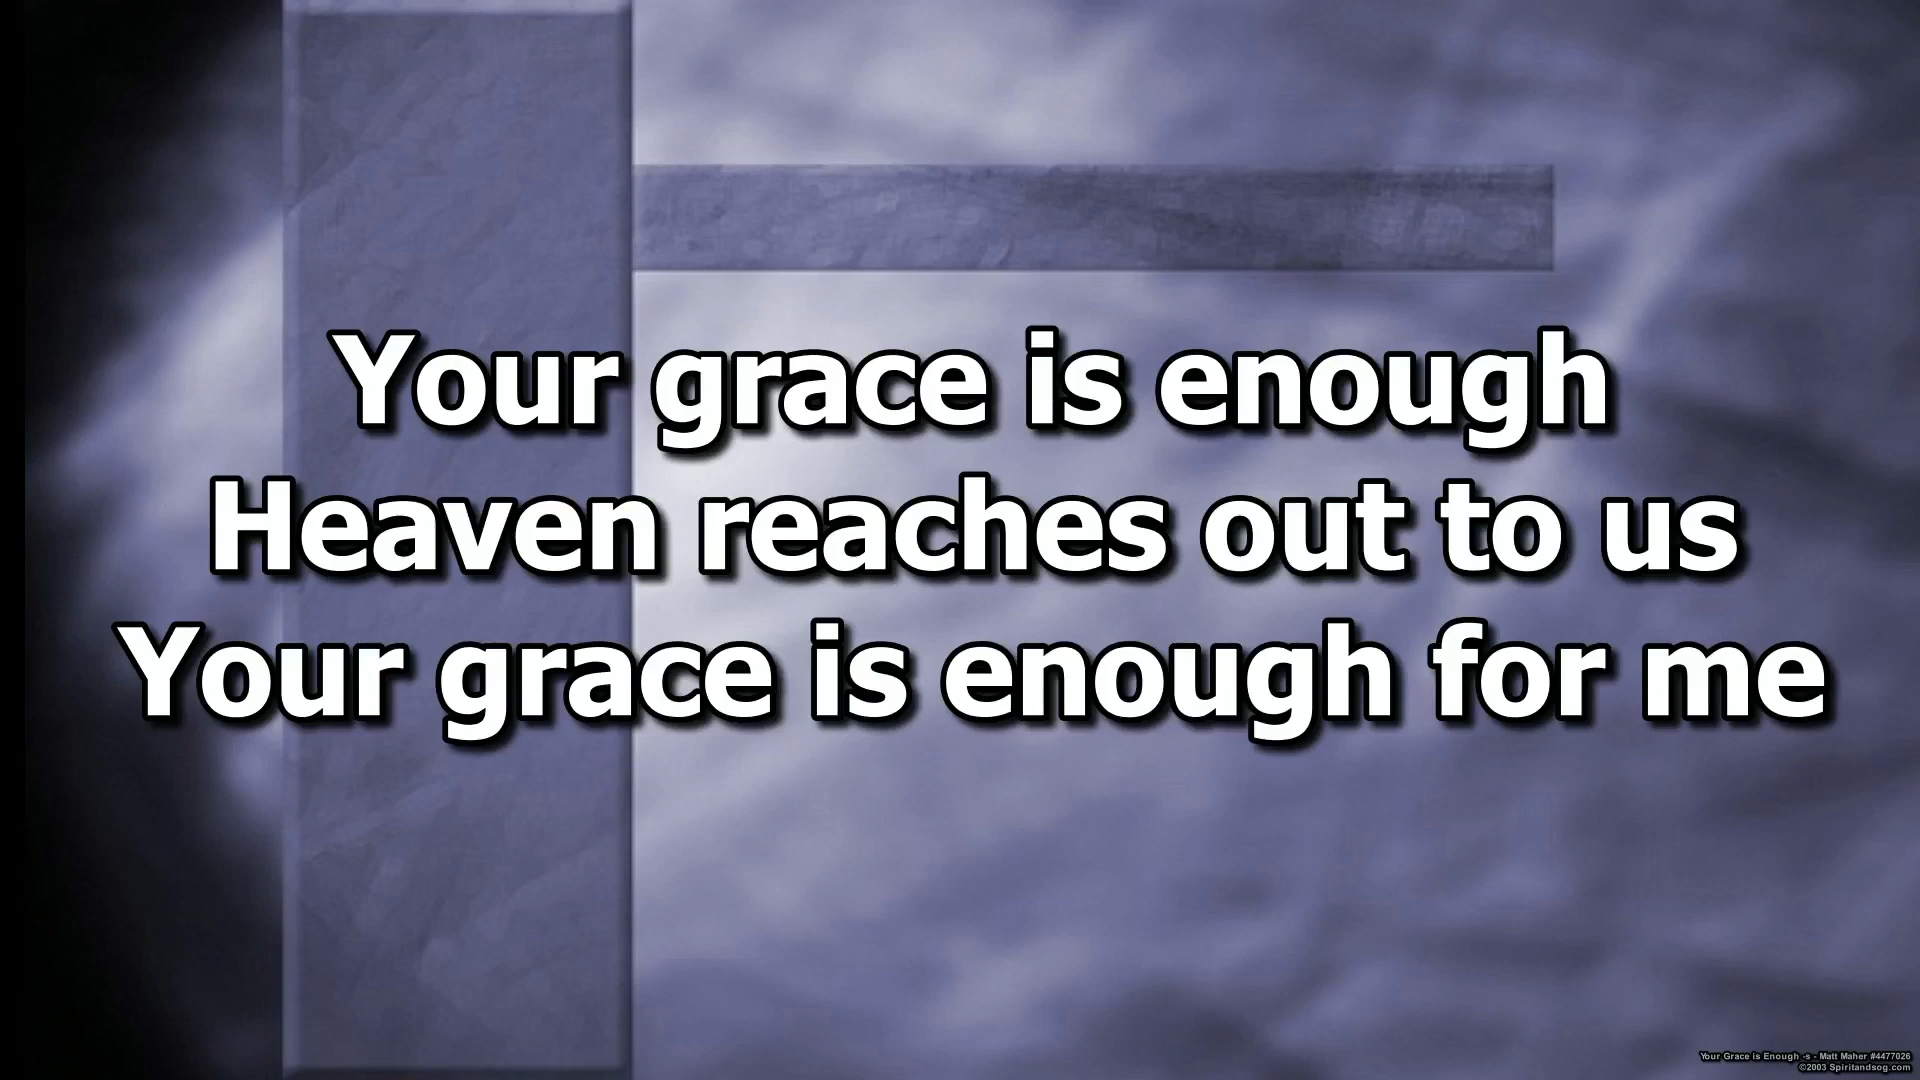 Your grace is enough
Heaven reaches out to us
Your grace is enough for me
Your Grace is Enough -s - Matt Maher #4477026
©2003 Spiritandsog.com